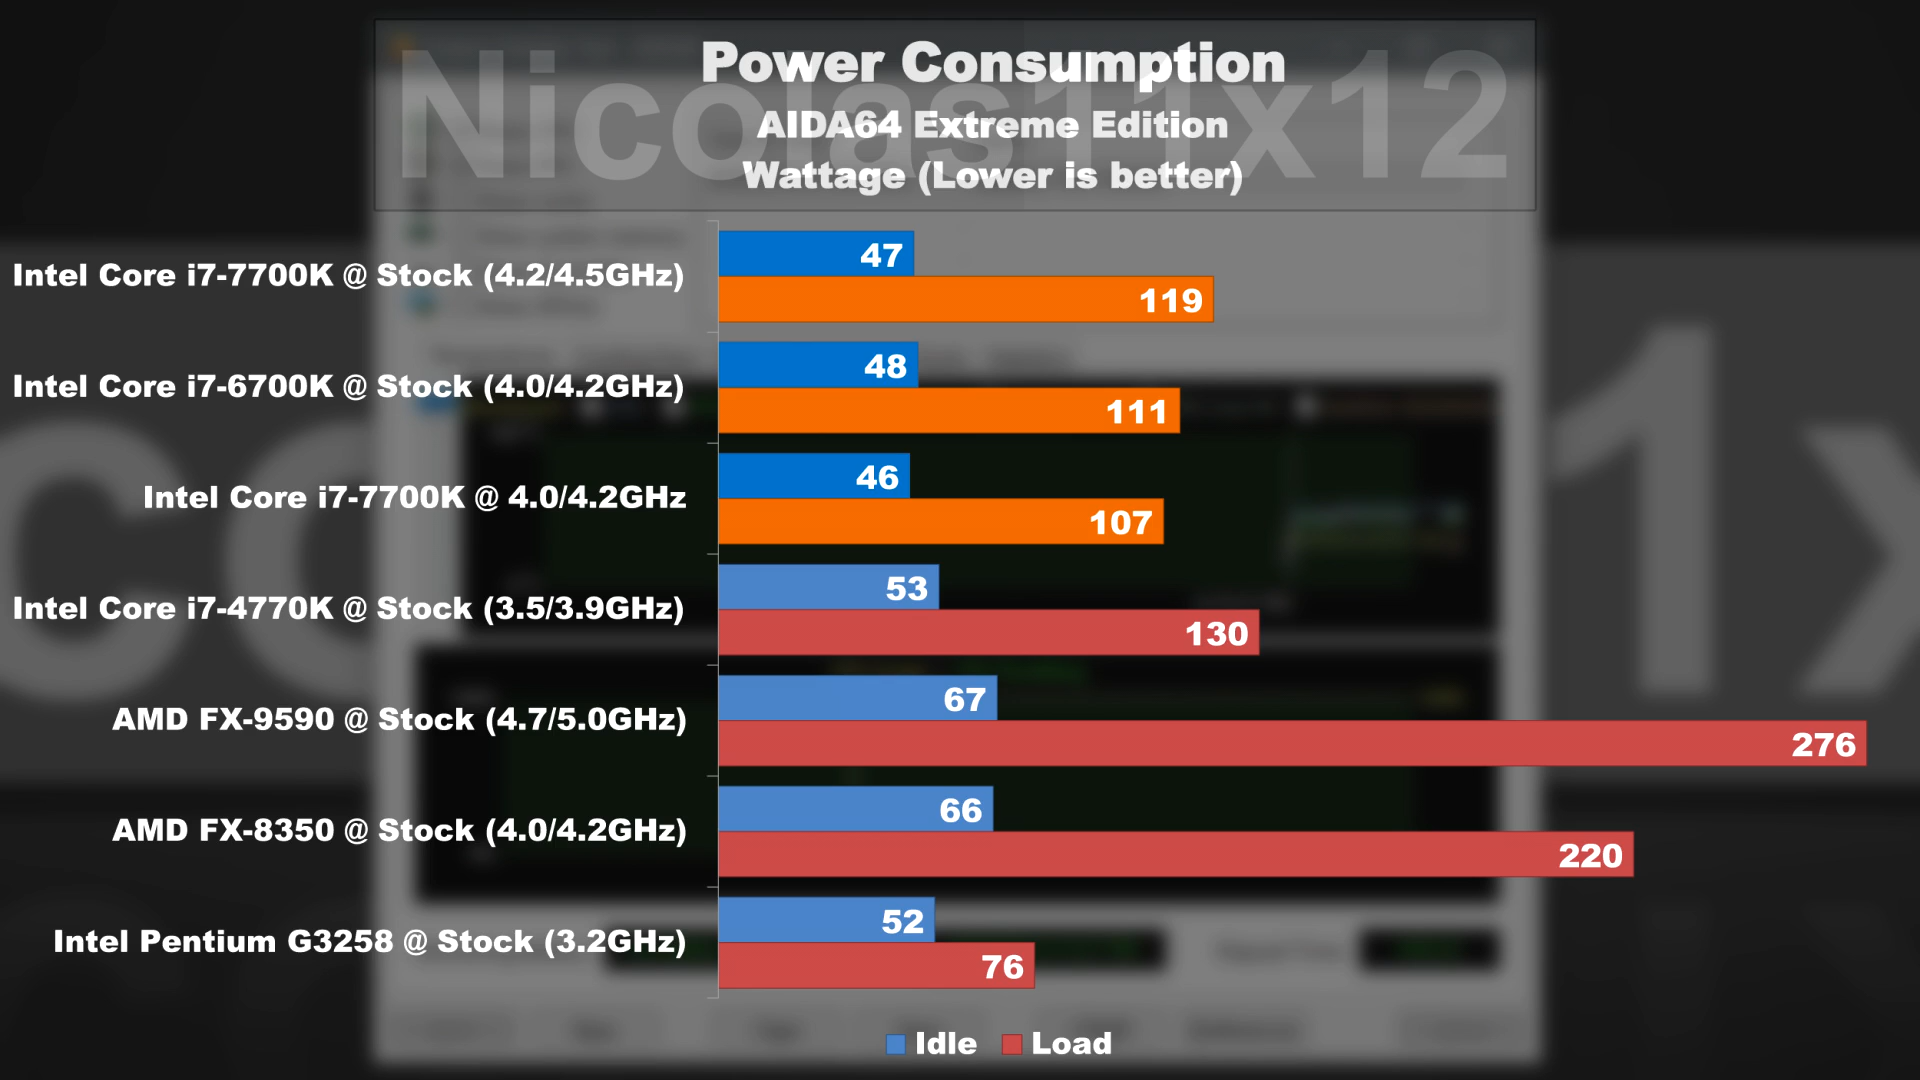 Nicolas11x12
Power Consumption
AIDA64 Extreme Edition
Wattage (Lower is better)
Intel Core i7-7700K @ Stock (4.2/4.5GHz)
47
119
Intel Core i7-6700K @ Stock (4.0/4.2GHz)
48
111
Intel Core i7-7700K @ 4.0/4.2GHz
46
107
Intel Core i7-4770K @ Stock (3.5/3.9GHz)
53
130
AMD FX-9590 @ Stock (4.7/5.0GHz)
67
276
AMD FX-8350 @ Stock (4.0/4.2GHz)
66
220
Intel Pentium G3258 @ Stock (3.2GHz)
52
76
Idle Load